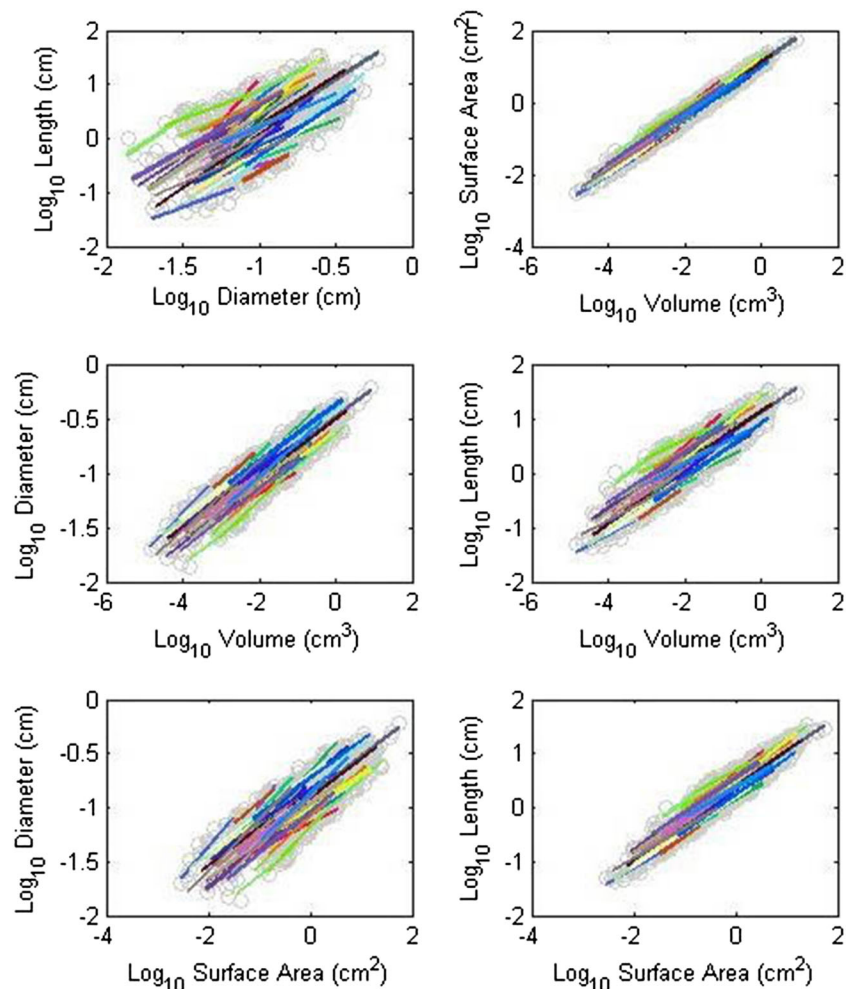 2
1
0
-1
-2
Log10 Length (cm)
-2 -1.5 -1 -0.5 0
Log10 Diameter (cm)
2
0
-2
-4
Log10 Surface Area (cm2)
-6 -4 -2 0 2
Log10 Volume (cm3)
0
-0.5
-1
-1.5
-2
Log10 Diameter (cm)
-6 -4 -2 0 2
Log10 Volume (cm3)
2
1
0
-1
-2
Log10 Length (cm)
-6 -4 -2 0 2
Log10 Volume (cm3)
0
-0.5
-1
-1.5
-2
Log10 Diameter (cm)
-4 -2 0 2
Log10 Surface Area (cm2)
2
1
0
-1
-2
Log10 Length (cm)
-4 -2 0 2
Log10 Surface Area (cm2)